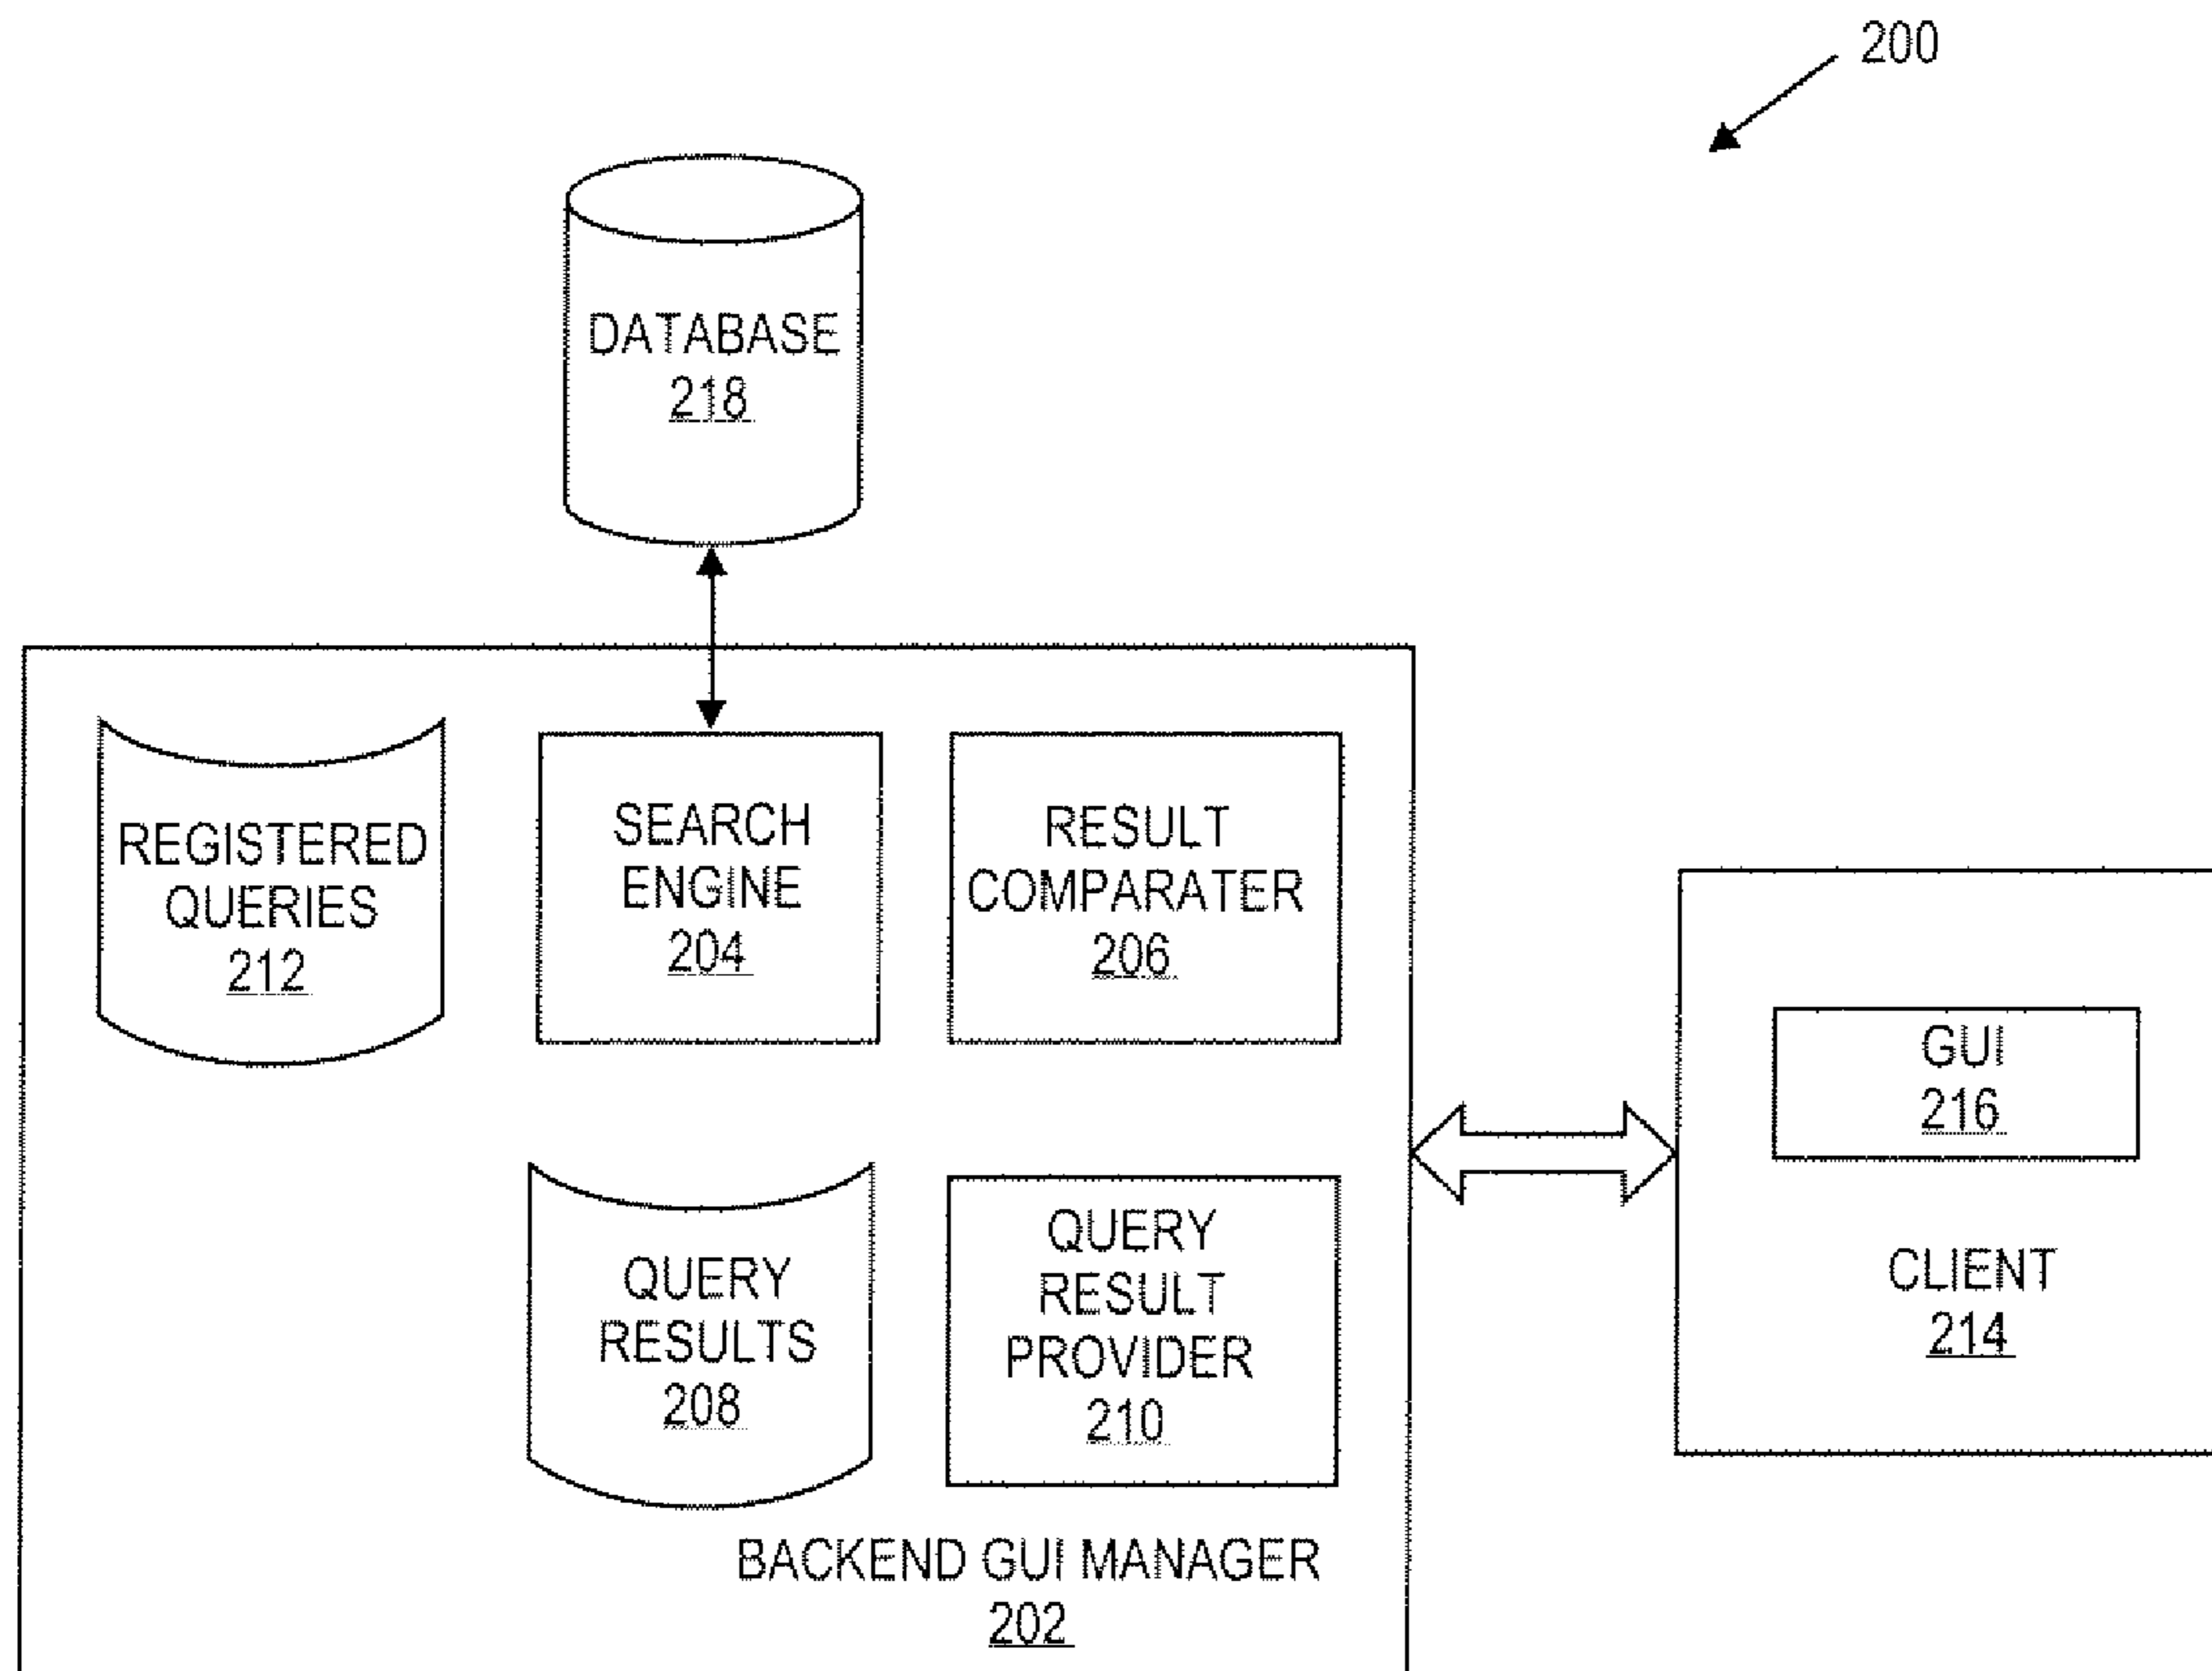 200
DATABASE
218
REGISTERED
QUERIES
212
SEARCH
ENGINE
204
RESULT
COMPARATER
206
QUERY
RESULTS
208
QUERY
RESULT
PROVIDER
210
BACKEND GUI MANAGER
202
GUI
216
CLIENT
214